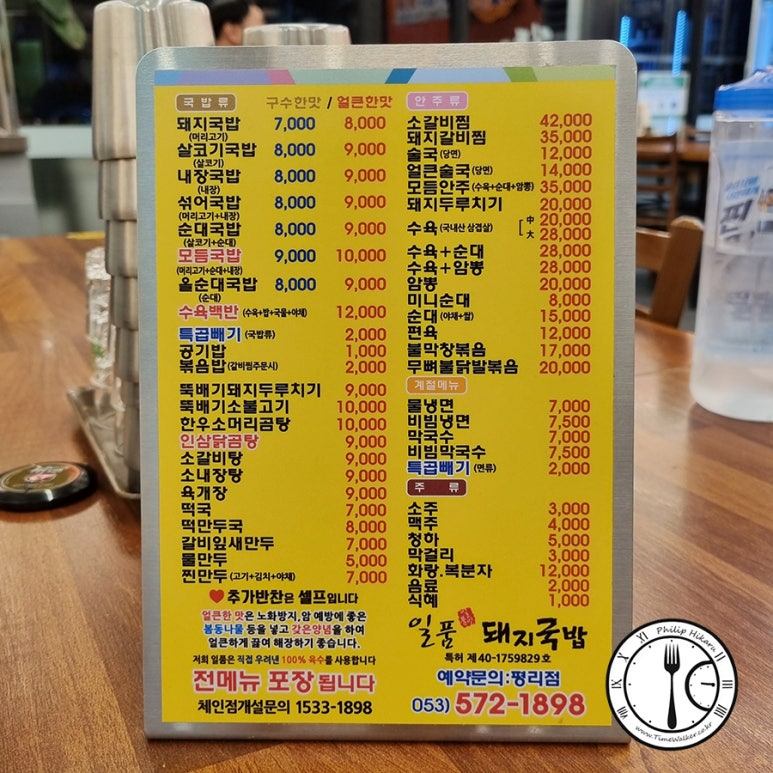 국밥류 구수한맛 / 얼큰한맛
돼지국밥 7,000 8,000
(머리고기)
살코기국밥 8,000 9,000
(살코기)
내장국밥 8,000 9,000
(내장)
섞어국밥 8,000 9,000
(머리고기+내장)
순대국밥 8,000 9,000
(살코기+순대)
모듬국밥 9,000 10,000
(머리고기+순대+내장)
올순대국밥 8,000 9,000
(순대)
수육백반 (수육+밥+국물+야채) 12,000
특곱빼기 (국밥류) 2,000
공기밥 1,000
볶음밥(갈비찜주문시) 2,000
뚝배기돼지두루치기 9,000
뚝배기소불고기 10,000
한우소머리곰탕 10,000
인삼닭곰탕 9,000
소갈비탕 9,000
소내장탕 9,000
육개장 9,000
떡국 7,000
떡만두국 8,000
갈비잎새만두 7,000
물만두 5,000
찐만두 (고기+김치+야채) 7,000
♥추가반찬은 셀프입니다
얼큰한 맛은 노화방지,암 예방에 좋은
봄동나물 등을 넣고 갖은양념을 하여
얼큰하게 끓여 해장하기 좋습니다.
저희 일품은 직접 우려낸 100% 육수를 사용합니다
전메뉴 포장 됩니다
체인점개설문의 1533-1898
안주류
소갈비찜 42,000
돼지갈비찜 35,000
술국 (당면) 12,000
얼큰술국 (당면) 14,000
모듬안주 (수육+순대+암뽕) 35,000
돼지두루치기 20,000
수육 (국내산 삼겹살) 中 20,000
大 28,000
수육+순대 28,000
수육+암뽕 28,000
암뽕 20,000
미니순대 8,000
순대 (야채+쌀) 15,000
편육 12,000
불막창볶음 17,000
무뼈불닭발볶음 20,000
계절메뉴
물냉면 7,000
비빔냉면 7,500
막국수 7,000
비빔막국수 7,500
특곱빼기 (면류) 2,000
주류
소주 3,000
맥주 4,000
청하 5,000
막걸리 3,000
화랑.복분자 12,000
음료 2,000
식혜 1,000
일품 돼지국밥
특허 제40-1759829호
예약문의:평리점
053) 572-1898
Philip Hikaru
www.TimeWalker.co.kr